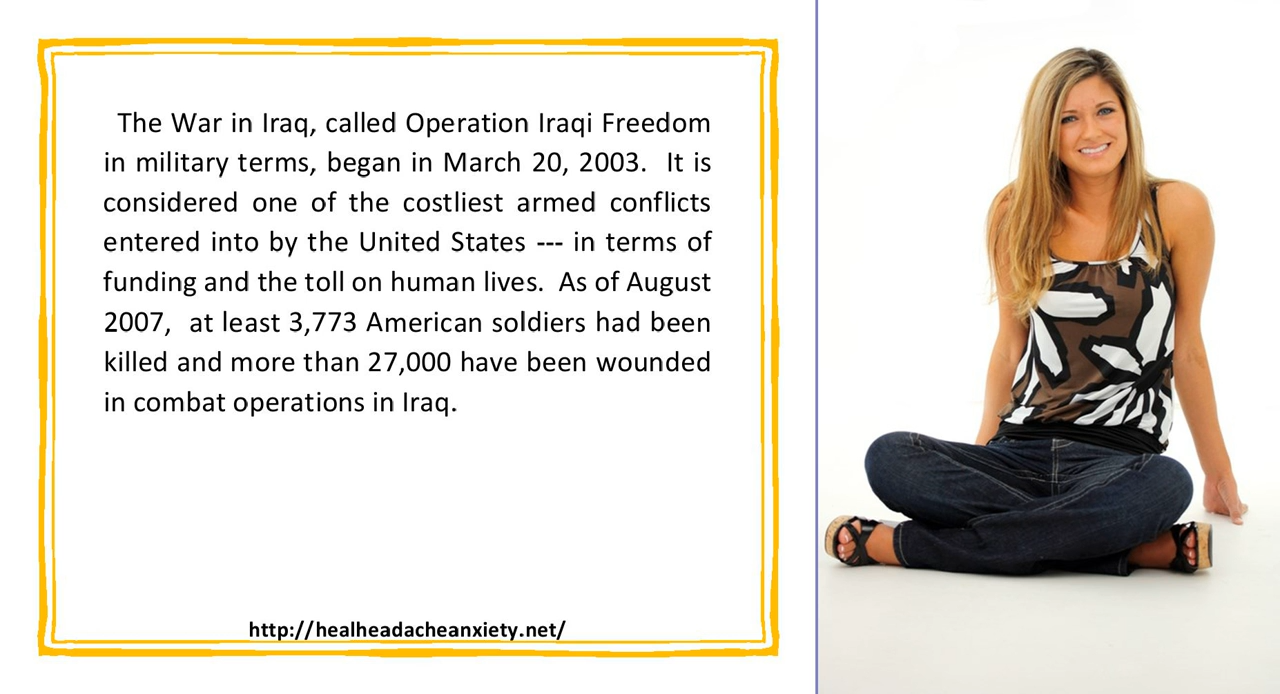 The War in Iraq, called Operation Iraqi Freedom
in military terms, began in March 20, 2003. It is
considered one of the costliest armed conflicts
entered into by the United States --- in terms of
funding and the toll on human lives. As of August
2007, at least 3,773 American soldiers had been
killed and more than 27,000 have been wounded
in combat operations in Iraq.
http://healheadacheanxiety.net/